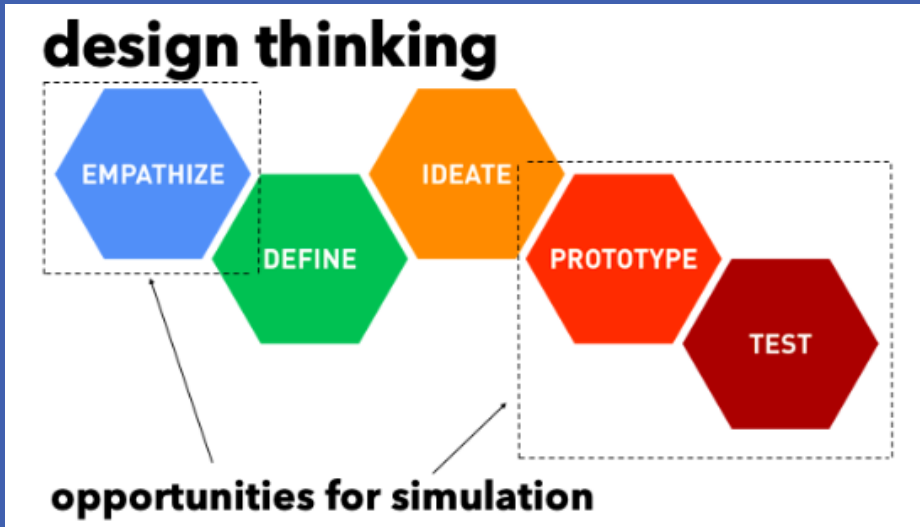 design thinking
EMPATHIZE
DEFINE
IDEATE
PROTOTYPE
TEST
opportunities for simulation